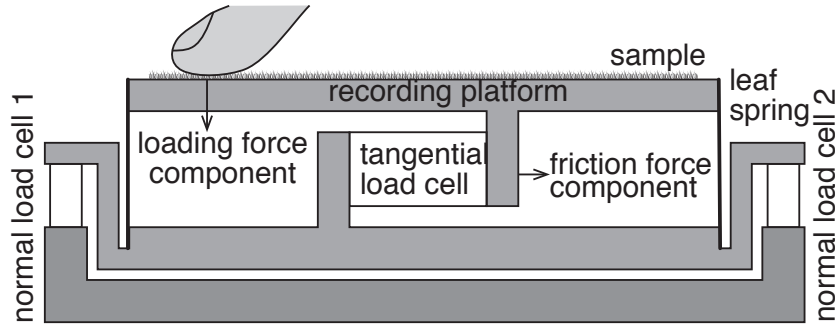 sample
leaf
spring
recording platform
loading force
component
tangential
load cell
friction force
component
normal load cell 1
normal load cell 2